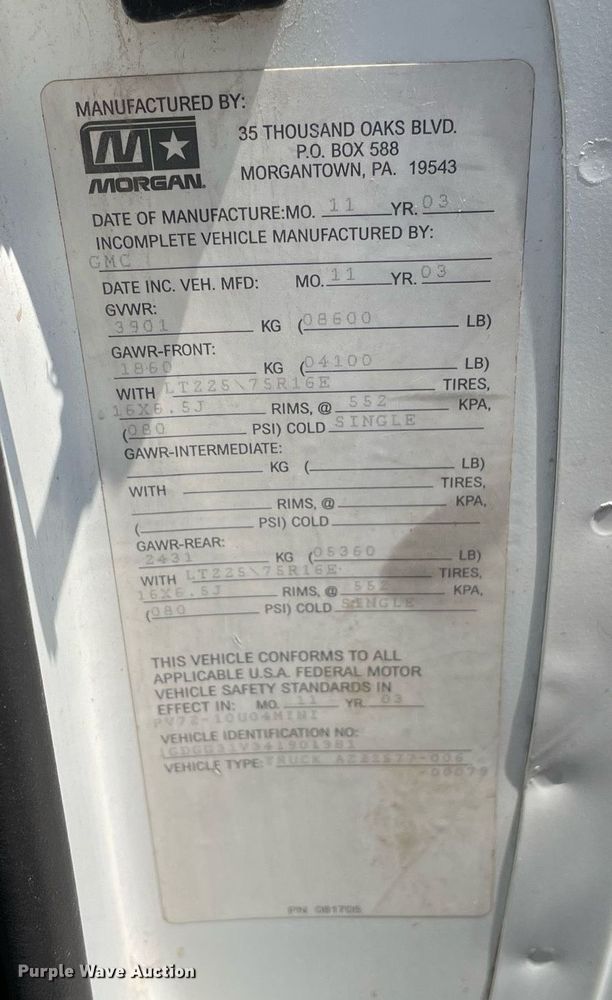 MANUFACTURED BY:
MORGAN.
35 THOUSAND OAKS BLVD.
P.O. BOX 588
MORGANTOWN, PA. 19543
DATE OF MANUFACTURE:MO. 11 YR. 03
INCOMPLETE VEHICLE MANUFACTURED BY:
GMC
DATE INC. VEH. MFD: MO. 11 YR. 03
GVWR:
3901 KG (08600 LB)
GAWR-FRONT:
1860 KG (04100 LB)
WITH LT225\75R16E TIRES,
16X6.5J RIMS, @ 552 KPA,
(080 PSI) COLD SINGLE
GAWR-INTERMEDIATE:
KG ( LB)
WITH TIRES,
RIMS, @ KPA,
( PSI) COLD
GAWR-REAR:
2431 KG (05360 LB)
WITH LT225\75R16E TIRES,
16X6.5J RIMS, @ 552 KPA,
(080 PSI) COLD SINGLE
THIS VEHICLE CONFORMS TO ALL
APPLICABLE U.S.A. FEDERAL MOTOR
VEHICLE SAFETY STANDARDS IN
EFFECT IN: MO. 11 YR. 03
VEHICLE IDENTIFICATION NO:
VEHICLE TYPE: TRUCK
P/N
Purple Wave Auction